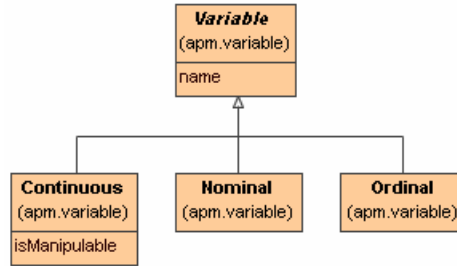 Variable
(apm.variable)
name
Continuous
(apm.variable)
isManipulable
Nominal
(apm.variable)
Ordinal
(apm.variable)